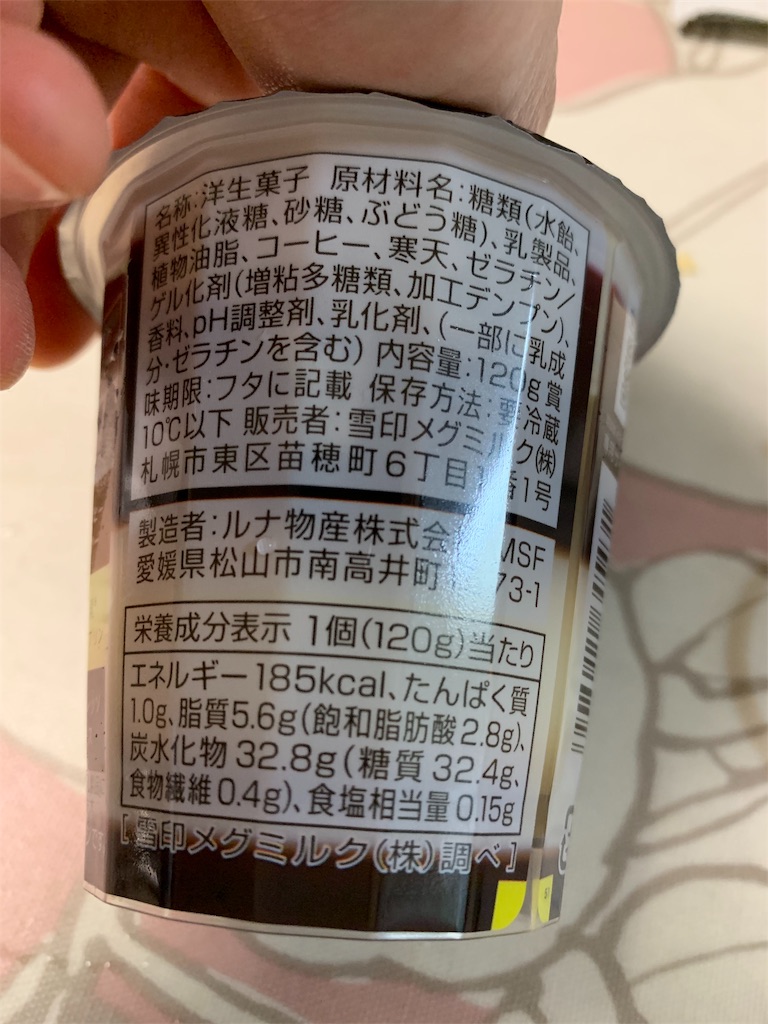 名称:洋生菓子 原材料名:糖類(水飴、
異性化液糖、砂糖、ぶどう糖)、乳製品、
植物油脂、コーヒー、寒天、ゼラチン/
ゲル化剤(増粘多糖類、加工デンプン)、
香料、pH調整剤、乳化剤、(一部に乳成
分・ゼラチンを含む) 内容量:120g 賞
味期限:フタに記載 保存方法:要冷蔵
10℃以下 販売者:雪印メグミルク(株)
札幌市東区苗穂町6丁目 番1号
製造者:ルナ物産株式会 MSF
愛媛県松山市南高井町 73-1
栄養成分表示 1個(120g)当たり
エネルギー185kcal、たんぱく質
1.0g、脂質5.6g(飽和脂肪酸2.8g)、
炭水化物 32.8g(糖質 32.4g、
食物繊維 0.4g)、食塩相当量 0.15g
[雪印メグミルク(株)調べ]